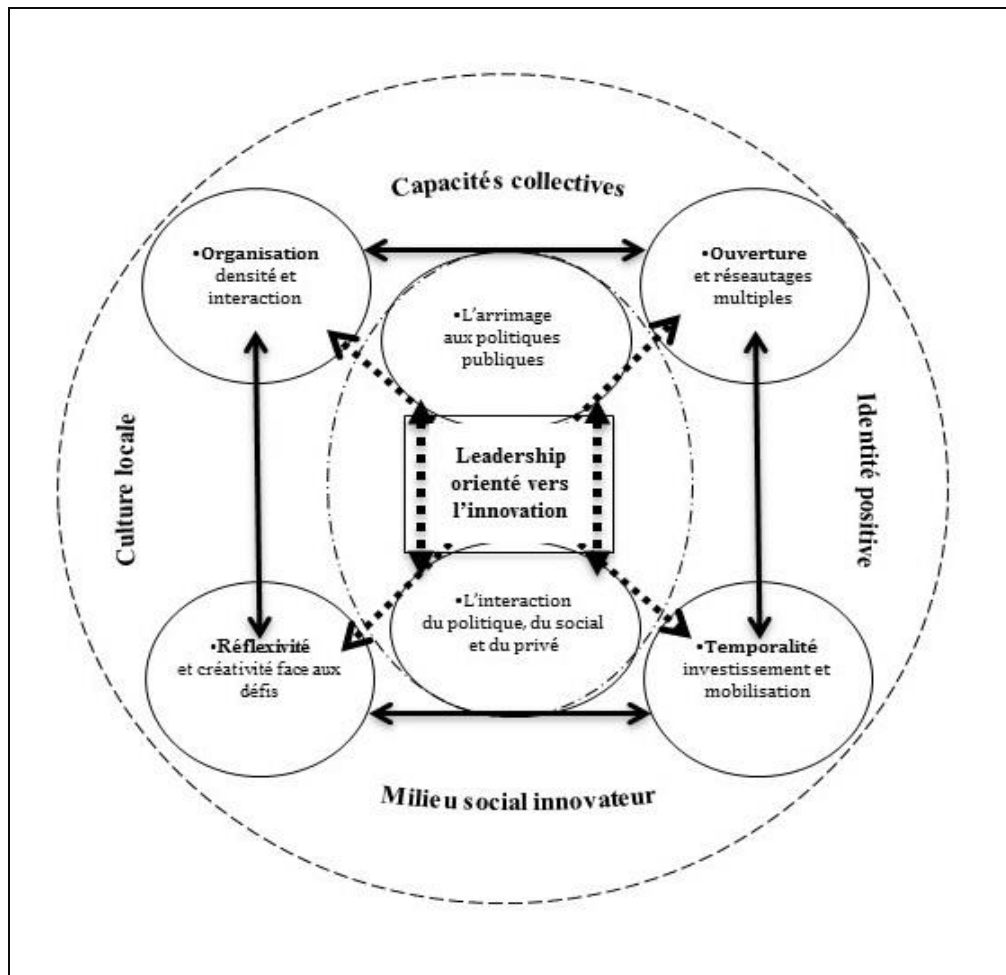 Capacités collectives
•Organisation
densité et
interaction
•Ouverture
et réseautages
multiples
•L'arrimage
aux politiques
publiques
Culture locale
Leadership
orienté vers
l'innovation
Identité positive
•L'interaction
du politique, du social
et du privé
•Réflexivité
et créativité face aux
défis
•Temporalité
investissement et
mobilisation
Milieu social innovateur